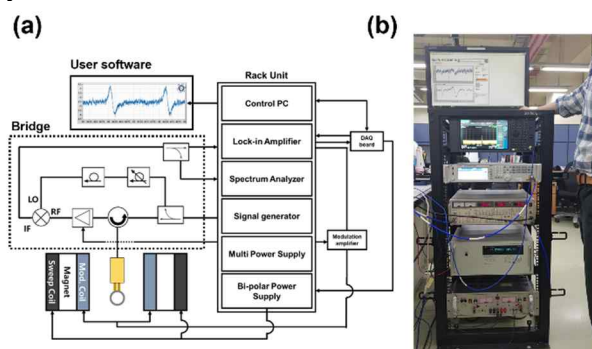 (a)
(b)
User software
Rack Unit
Control PC
Bridge
Lock-in Amplifier
DAQ
board
Spectrum Analyzer
LO
RF
IF
Signal generator
Modulation
amplifier
Multi Power Supply
Sweep Coil
Magnet
Mod. Coil
Bi-polar Power
Supply